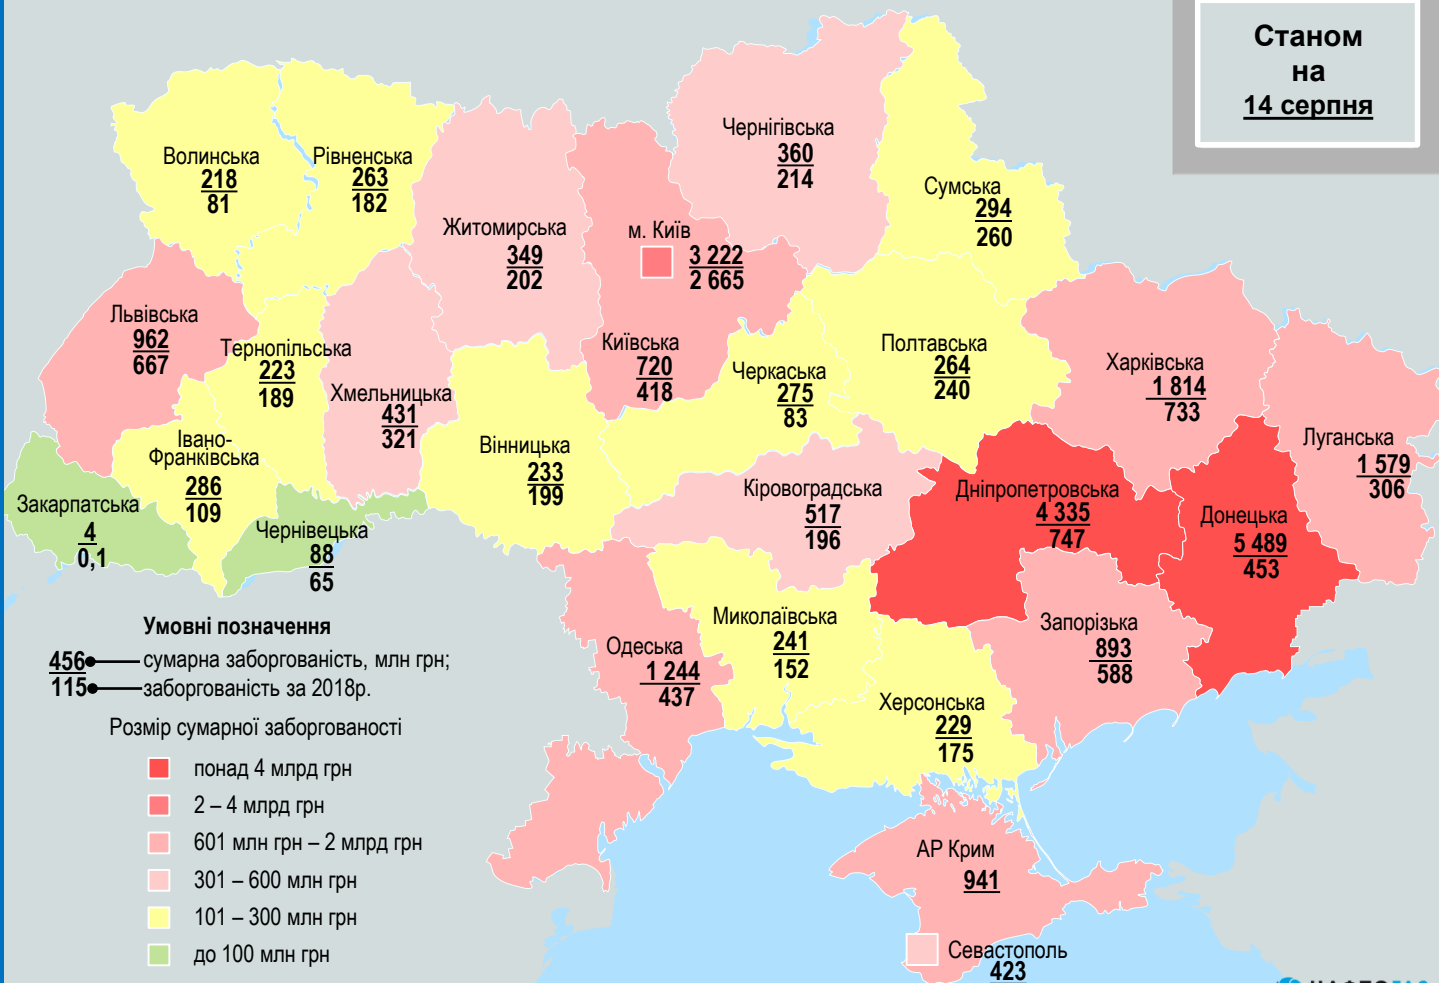 Станом
на
14 серпня
Волинська
218
81
Рівненська
263
182
Житомирська
349
202
м. Київ
3 222
2 665
Чернігівська
360
214
Сумська
294
260
Львівська
962
667
Тернопільська
223
189
Хмельницька
431
321
Київська
720
418
Черкаська
275
83
Полтавська
264
240
Харківська
1 814
733
Луганська
1 579
306
Івано-
Франківська
286
109
Вінницька
233
199
Кіровоградська
517
196
Дніпропетровська
4 335
747
Донецька
5 489
453
Закарпатська
4
0,1
Чернівецька
88
65
Одеська
1 244
437
Миколаївська
241
152
Запорізька
893
588
Херсонська
229
175
АР Крим
941
Севастополь
423
Умовні позначення
456 сумарна заборгованість, млн грн;
115 заборгованість за 2018р.
Розмір сумарної заборгованості
понад 4 млрд грн
2 – 4 млрд грн
601 млн грн – 2 млрд грн
301 – 600 млн грн
101 – 300 млн грн
до 100 млн грн